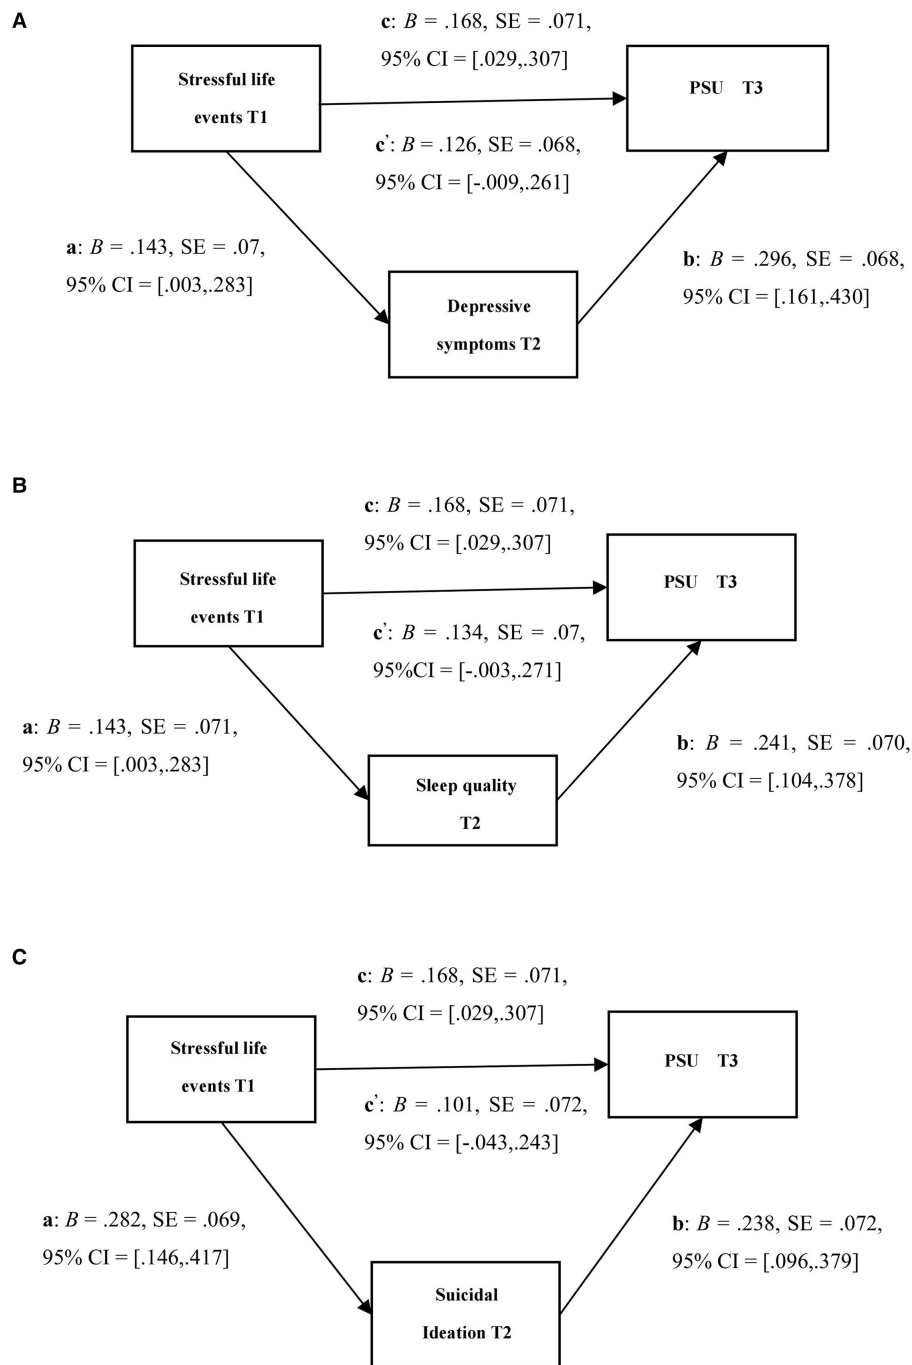 A
c: B = .168, SE = .071,
95% CI = [.029,.307]
Stressful life
events T1
PSU T3
c’: B = .126, SE = .068,
95% CI = [-.009,.261]
a: B = .143, SE = .07,
95% CI = [.003,.283]
b: B = .296, SE = .068,
95% CI = [.161,.430]
Depressive
symptoms T2
B
c: B = .168, SE = .071,
95% CI = [.029,.307]
Stressful life
events T1
PSU T3
c’: B = .134, SE = .07,
95%CI = [-.003,.271]
a: B = .143, SE = .071,
95% CI = [.003,.283]
b: B = .241, SE = .070,
95% CI = [.104,.378]
Sleep quality
T2
C
c: B = .168, SE = .071,
95% CI = [.029,.307]
Stressful life
events T1
PSU T3
c’: B = .101, SE = .072,
95% CI = [-.043,.243]
a: B = .282, SE = .069,
95% CI = [.146,.417]
b: B = .238, SE = .072,
95% CI = [.096,.379]
Suicidal
Ideation T2